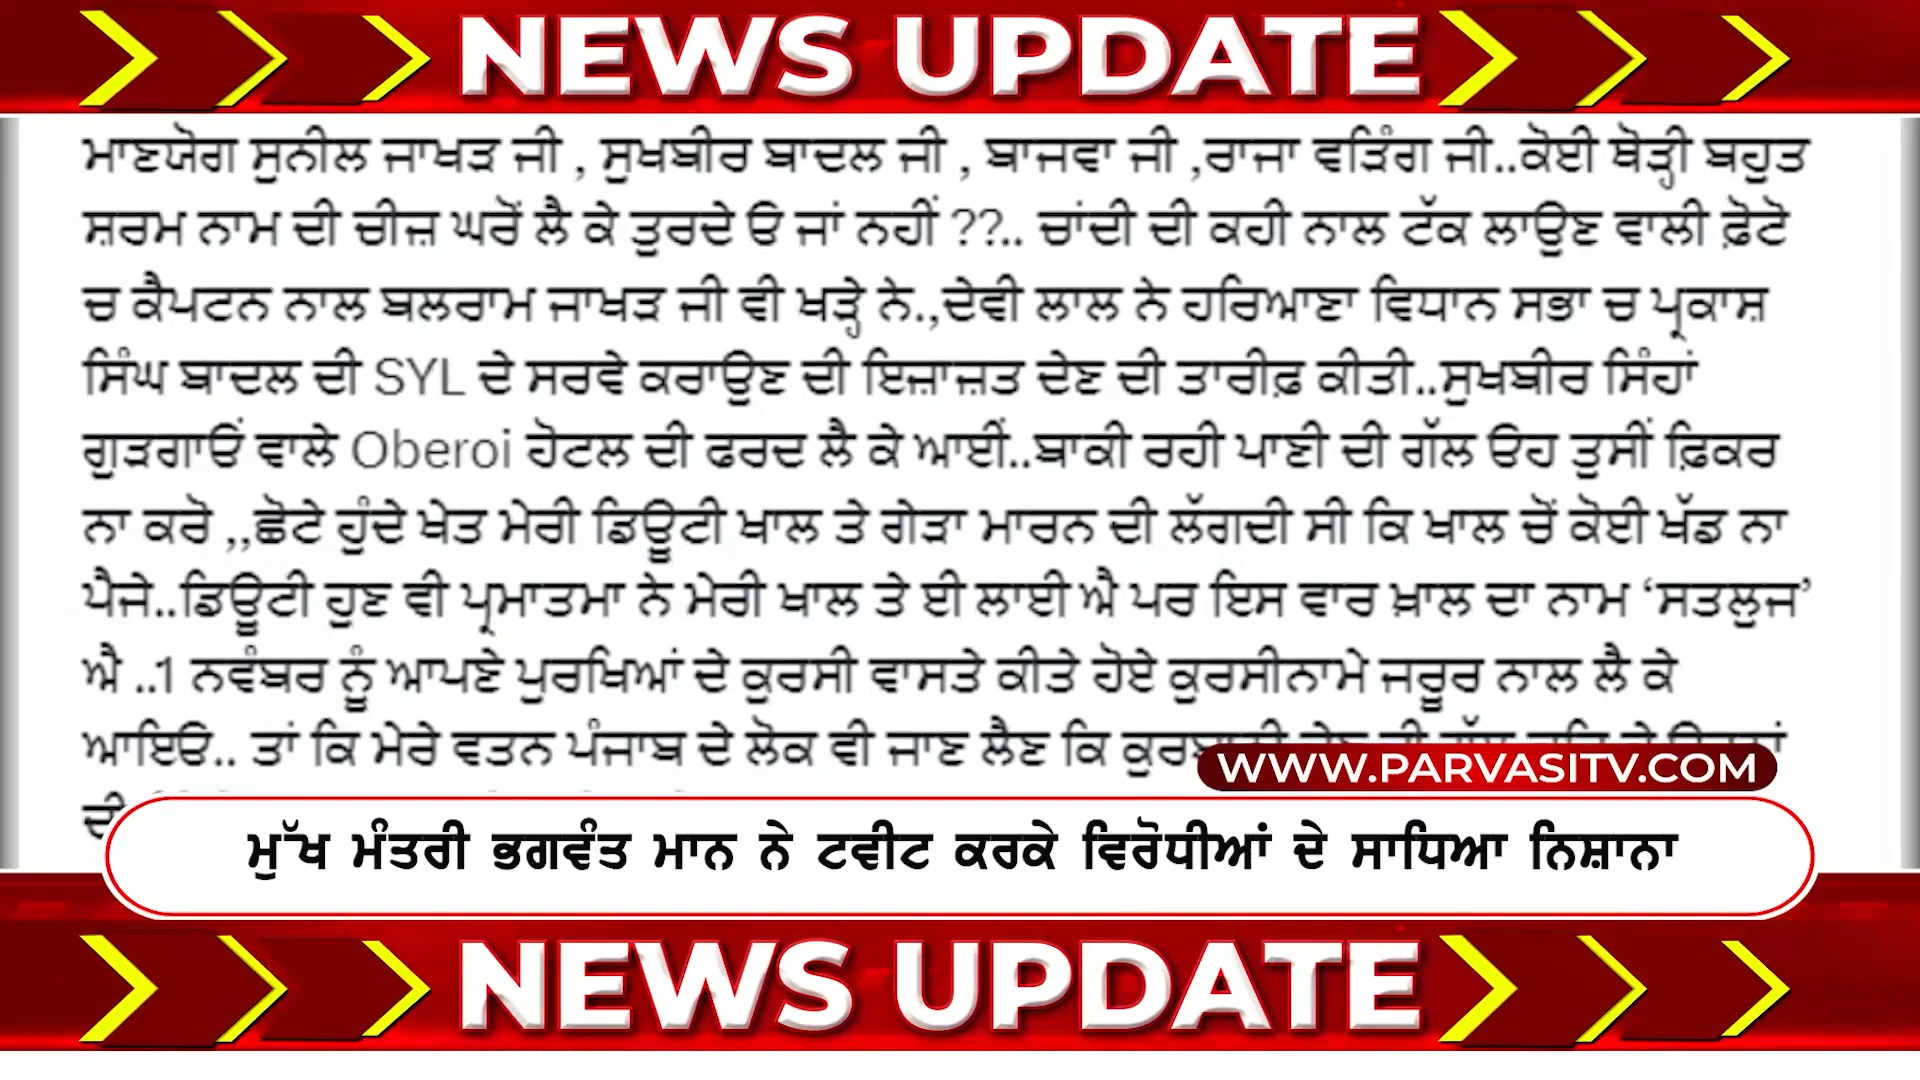 NEWS UPDATE
ਮਾਣਯੋਗ ਸੁਨੀਲ ਜਾਖੜ ਜੀ , ਸੁਖਬੀਰ ਬਾਦਲ ਜੀ , ਬਾਜਵਾ ਜੀ ,ਰਾਜਾ ਵੜਿੰਗ ਜੀ..ਕੋਈ ਥੋੜ੍ਹੀ ਬਹੁਤ
ਸ਼ਰਮ ਨਾਮ ਦੀ ਚੀਜ਼ ਘਰੋਂ ਲੈ ਕੇ ਤੁਰਦੇ ਓ ਜਾਂ ਨਹੀਂ ??.. ਚਾਂਦੀ ਦੀ ਕਹੀ ਨਾਲ ਟੱਕ ਲਾਉਣ ਵਾਲੀ ਫ਼ੋਟੋ
ਚ ਕੈਪਟਨ ਨਾਲ ਬਲਰਾਮ ਜਾਖੜ ਜੀ ਵੀ ਖੜ੍ਹੇ ਨੇ.,ਦੇਵੀ ਲਾਲ ਨੇ ਹਰਿਆਣਾ ਵਿਧਾਨ ਸਭਾ ਚ ਪ੍ਰਕਾਸ਼
ਸਿੰਘ ਬਾਦਲ ਦੀ SYL ਦੇ ਸਰਵੇ ਕਰਾਉਣ ਦੀ ਇਜ਼ਾਜ਼ਤ ਦੇਣ ਦੀ ਤਾਰੀਫ਼ ਕੀਤੀ..ਸੁਖਬੀਰ ਸਿੰਹਾਂ
ਗੁੜਗਾਓਂ ਵਾਲੇ Oberoi ਹੋਟਲ ਦੀ ਫਰਦ ਲੈ ਕੇ ਆਈਂ..ਬਾਕੀ ਰਹੀ ਪਾਣੀ ਦੀ ਗੱਲ ਓਹ ਤੁਸੀਂ ਫ਼ਿਕਰ
ਨਾ ਕਰੋ ,,ਛੋਟੇ ਹੁੰਦੇ ਖੇਤ ਮੇਰੀ ਡਿਊਟੀ ਖਾਲ ਤੇ ਗੇੜਾ ਮਾਰਨ ਦੀ ਲੱਗਦੀ ਸੀ ਕਿ ਖਾਲ ਚੋਂ ਕੋਈ ਖੱਡ ਨਾ
ਪੈਜੇ..ਡਿਊਟੀ ਹੁਣ ਵੀ ਪ੍ਰਮਾਤਮਾ ਨੇ ਮੇਰੀ ਖਾਲ ਤੇ ਈ ਲਾਈ ਐ ਪਰ ਇਸ ਵਾਰ ਖ਼ਾਲ ਦਾ ਨਾਮ ‘ਸਤਲੁਜ’
ਐ ..1 ਨਵੰਬਰ ਨੂੰ ਆਪਣੇ ਪੁਰਖਿਆਂ ਦੇ ਕੁਰਸੀ ਵਾਸਤੇ ਕੀਤੇ ਹੋਏ ਕੁਰਸੀਨਾਮੇ ਜਰੂਰ ਨਾਲ ਲੈ ਕੇ
ਆਇਓ.. ਤਾਂ ਕਿ ਮੇਰੇ ਵਤਨ ਪੰਜਾਬ ਦੇ ਲੋਕ ਵੀ ਜਾਣ ਲੈਣ ਕਿ
WWW.PARVASITV.COM
ਮੁੱਖ ਮੰਤਰੀ ਭਗਵੰਤ ਮਾਨ ਨੇ ਟਵੀਟ ਕਰਕੇ ਵਿਰੋਧੀਆਂ ਦੇ ਸਾਧਿਆ ਨਿਸ਼ਾਨਾ
NEWS UPDATE